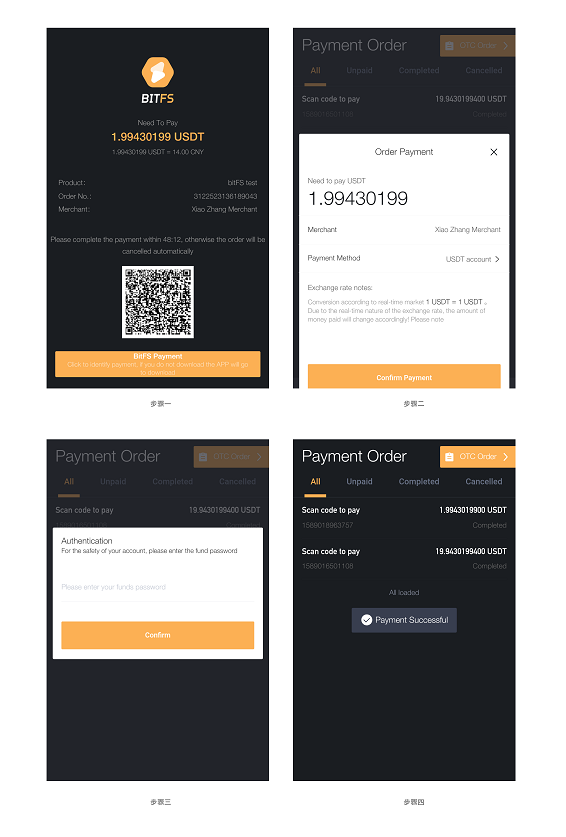 BITFS
Need To Pay
1.99430199 USDT
1.99430199 USDT = 14.00 CNY
Product: bitFS test
Order No.: 3122523136189043
Merchant: Xiao Zhang Merchant
Please complete the payment within 48:12, otherwise the order will be
cancelled automatically
BitFS Payment
Click to identify payment, if you do not download the APP will go
to download
步骤一
Payment Order
OTC Order
All Unpaid Completed Cancelled
Scan code to pay 19.9430199400 USDT
Completed
Order Payment
Need to pay USDT
1.99430199
Merchant Xiao Zhang Merchant
Payment Method USDT account
Exchange rate notes:
Conversion according to real-time market 1 USDT = 1 USDT 。
Due to the real-time nature of the exchange rate, the amount of
money paid will change accordingly! Please note
Confirm Payment
步骤二
Payment Order
OTC Order
All Unpaid Completed Cancelled
Scan code to pay 19.9430199400 USDT
Authentication
For the safety of your account, please enter the fund password
Please enter your funds password
Confirm
步骤三
Payment Order
OTC Order
All Unpaid Completed Cancelled
Scan code to pay 1.9943019900 USDT
1589018963757 Completed
Scan code to pay 19.9430199400 USDT
1589016501108 Completed
All loaded
Payment Successful
步骤四